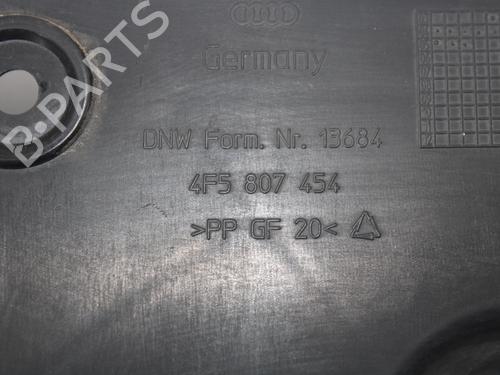 Germany
DNW Form. Nr. 13684
4F5 807 454
>PP GF 20<
B-PARTS